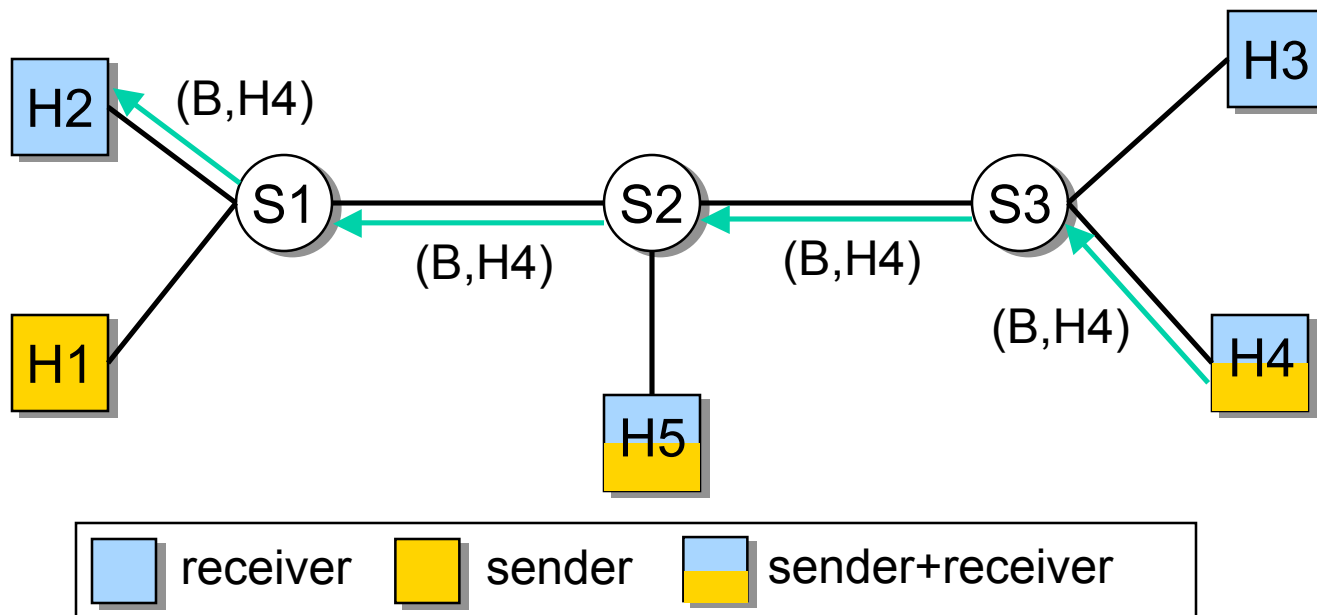 H3
(B,H4)
H2
S1
S2
S3
(B,H4)
(B,H4)
(B,H4)
H1
H4
H5
receiver
sender
sender+receiver